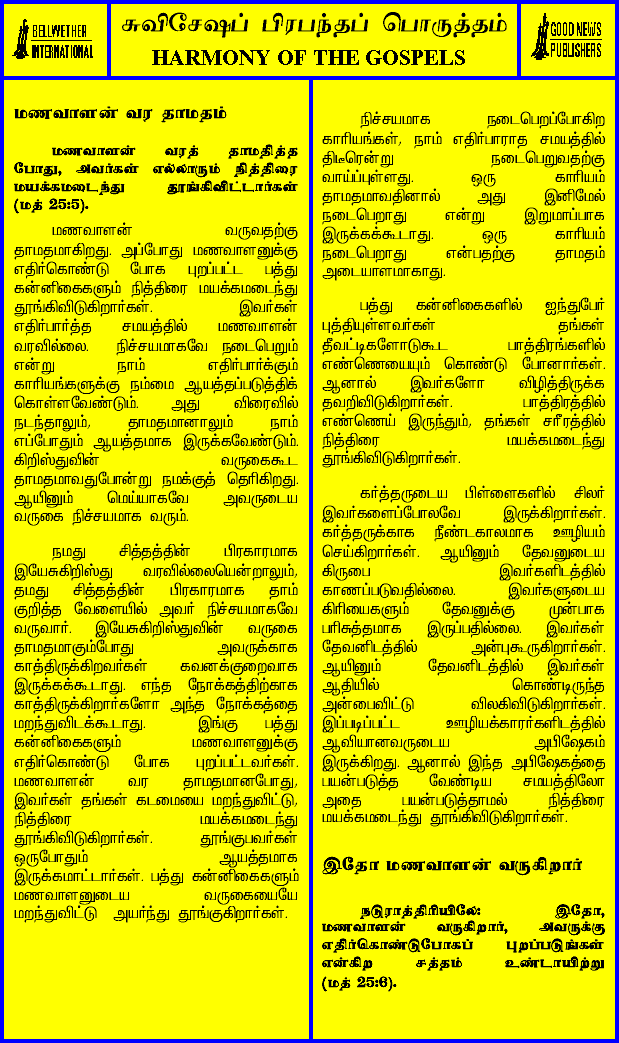 BELLWETHER
INTERNATIONAL
சுவிசேஷப் பிரபந்தப் பொருத்தம்
HARMONY OF THE GOSPELS
GOOD NEWS
PUBLISHERS
மணவாளன் வர தாமதம்
மணவாளன் வரத் தாமதித்த
போது, அவர்கள் எல்லாரும் நித்திரை
மயக்கமடைந்து தூங்கிவிட்டார்கள்
(மத் 25:5).
மணவாளன் வருவதற்கு
தாமதமாகிறது. அப்போது மணவாளனுக்கு
எதிர்கொண்டு போக புறப்பட்ட பத்து
கன்னிகைகளும் நித்திரை மயக்கமடைந்து
தூங்கிவிடுகிறார்கள். இவர்கள்
எதிர்பார்த்த சமயத்தில் மணவாளன்
வரவில்லை. நிச்சயமாகவே நடைபெறும்
என்று நாம் எதிர்பார்க்கும்
காரியங்களுக்கு நம்மை ஆயத்தப்படுத்திக்
கொள்ளவேண்டும். அது விரைவில்
நடந்தாலும், தாமதமானாலும் நாம்
எப்போதும் ஆயத்தமாக இருக்கவேண்டும்.
கிறிஸ்துவின் வருகைகூட
தாமதமாவதுபோன்று நமக்குத் தெரிகிறது.
ஆயினும் மெய்யாகவே அவருடைய
வருகை நிச்சயமாக வரும்.
நமது சித்தத்தின் பிரகாரமாக
இயேசுகிறிஸ்து வரவில்லையென்றாலும்,
தமது சித்தத்தின் பிரகாரமாக தாம்
குறித்த வேளையில் அவர் நிச்சயமாகவே
வருவார். இயேசுகிறிஸ்துவின் வருகை
தாமதமாகும்போது அவருக்காக
காத்திருக்கிறவர்கள் கவனக்குறைவாக
இருக்கக்கூடாது. எந்த நோக்கத்திற்காக
காத்திருக்கிறார்களோ அந்த நோக்கத்தை
மறந்துவிடக்கூடாது. இங்கு பத்து
கன்னிகைகளும் மணவாளனுக்கு
எதிர்கொண்டு போக புறப்பட்டவர்கள்.
மணவாளன் வர தாமதமானபோது,
இவர்கள் தங்கள் கடமையை மறந்துவிட்டு,
நித்திரை மயக்கமடைந்து
தூங்கிவிடுகிறார்கள். தூங்குபவர்கள்
ஒருபோதும் ஆயத்தமாக
இருக்கமாட்டார்கள். பத்து கன்னிகைகளும்
மணவாளனுடைய வருகையையே
மறந்துவிட்டு அயர்ந்து தூங்குகிறார்கள்.
நிச்சயமாக நடைபெறப்போகிற
காரியங்கள், நாம் எதிர்பாராத சமயத்தில்
திடீரென்று நடைபெறுவதற்கு
வாய்ப்புள்ளது. ஒரு காரியம்
தாமதமாவதினால் அது இனிமேல்
நடைபெறாது என்று இறுமாப்பாக
இருக்கக்கூடாது. ஒரு காரியம்
நடைபெறாது என்பதற்கு தாமதம்
அடையாளமாகாது.
பத்து கன்னிகைகளில் ஐந்துபேர்
புத்தியுள்ளவர்கள் தங்கள்
தீவட்டிகளோடுகூட பாத்திரங்களில்
எண்ணெயையும் கொண்டு போனார்கள்.
ஆனால் இவர்களோ விழித்திருக்க
தவறிவிடுகிறார்கள். பாத்திரத்தில்
எண்ணெய் இருந்தும், தங்கள் சரீரத்தில்
நித்திரை மயக்கமடைந்து
தூங்கிவிடுகிறார்கள்.
கர்த்தருடைய பிள்ளைகளில் சிலர்
இவர்களைப்போலவே இருக்கிறார்கள்.
கர்த்தருக்காக நீண்டகாலமாக ஊழியம்
செய்கிறார்கள். ஆயினும் தேவனுடைய
கிருபை இவர்களிடத்தில்
காணப்படுவதில்லை. இவர்களுடைய
கிரியைகளும் தேவனுக்கு முன்பாக
பரிசுத்தமாக இருப்பதில்லை. இவர்கள்
தேவனிடத்தில் அன்புகூருகிறார்கள்.
ஆயினும் தேவனிடத்தில் இவர்கள்
ஆதியில் கொண்டிருந்த
அன்பைவிட்டு விலகிவிடுகிறார்கள்.
இப்படிப்பட்ட ஊழியக்காரர்களிடத்தில்
ஆவியானவருடைய அபிஷேகம்
இருக்கிறது. ஆனால் இந்த அபிஷேகத்தை
பயன்படுத்த வேண்டிய சமயத்திலோ
அதை பயன்படுத்தாமல் நித்திரை
மயக்கமடைந்து தூங்கிவிடுகிறார்கள்.
இதோ மணவாளன் வருகிறார்
நடுராத்திரியிலே: இதோ,
மணவாளன் வருகிறார், அவருக்கு
எதிர்கொண்டுபோகப் புறப்படுங்கள்
என்கிற சத்தம் உண்டாயிற்று
(மத் 25:6).